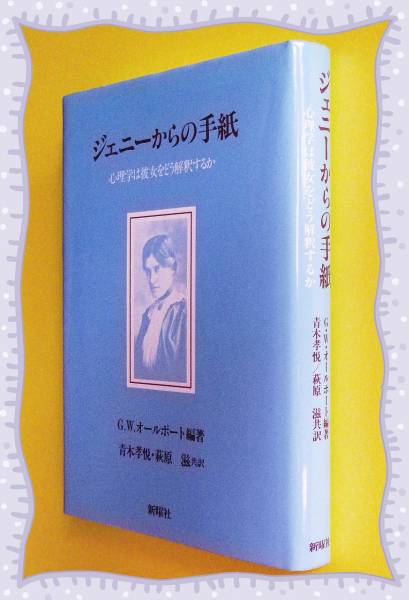 ジェニーからの手紙
心理学は彼女をどう解釈するか
G.W.オールポート編著
青木孝悦・萩原 滋共訳
新曜社
ジェニーからの手紙
心理学は彼女をどう解釈するか
G・W・オールポート編著
青木孝悦/萩原 滋共訳
新曜社